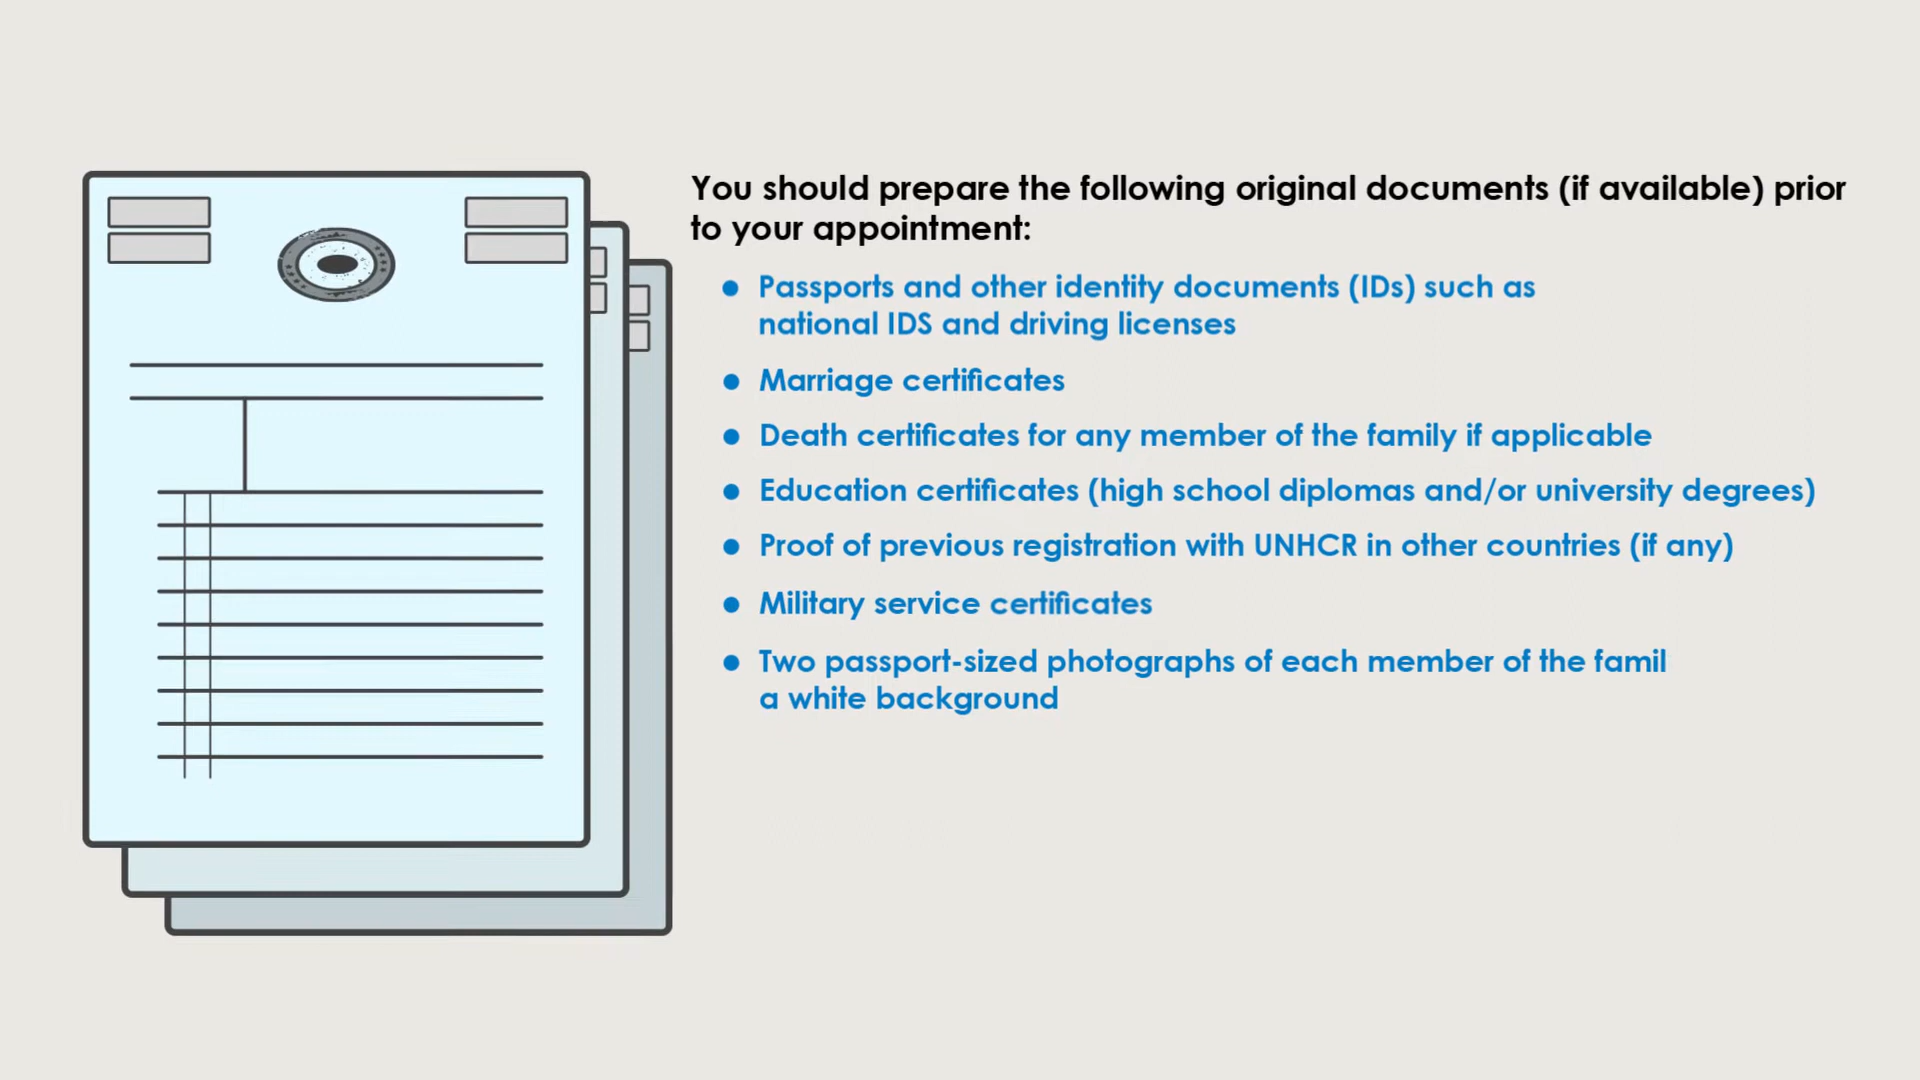 You should prepare the following original documents (if available) prior
to your appointment:
● Passports and other identity documents (IDs) such as
national IDS and driving licenses
● Marriage certificates
● Death certificates for any member of the family if applicable
● Education certificates (high school diplomas and/or university degrees)
● Proof of previous registration with UNHCR in other countries (if any)
● Military service certificates
● Two passport-sized photographs of each member of the famil
a white background